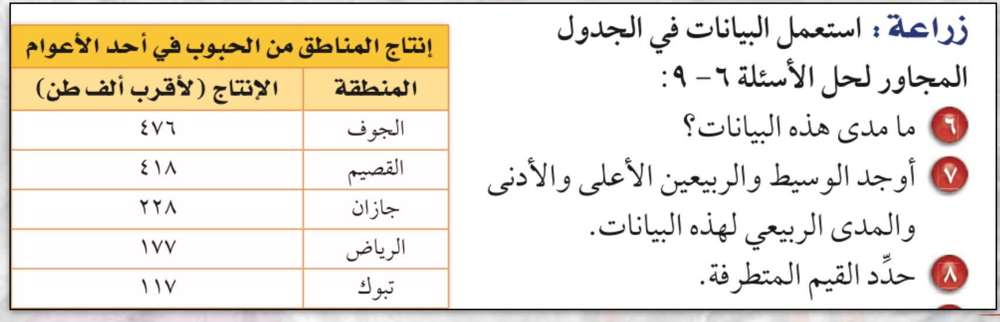 زراعة : استعمل البيانات في الجدول
المجاور لحل الأسئلة ٦ – ٩ :
٦ ما مدى هذه البيانات؟
٧ أوجد الوسيط والربيعين الأعلى والأدنى
والمدى الربيعي لهذه البيانات.
٨ حدِّد القيم المتطرفة.
إنتاج المناطق من الحبوب في أحد الأعوام
المنطقة الإنتاج (لأقرب ألف طن)
الجوف ٤٧٦
القصيم ٤١٨
جازان ٢٢٨
الرياض ١٧٧
تبوك ١١٧